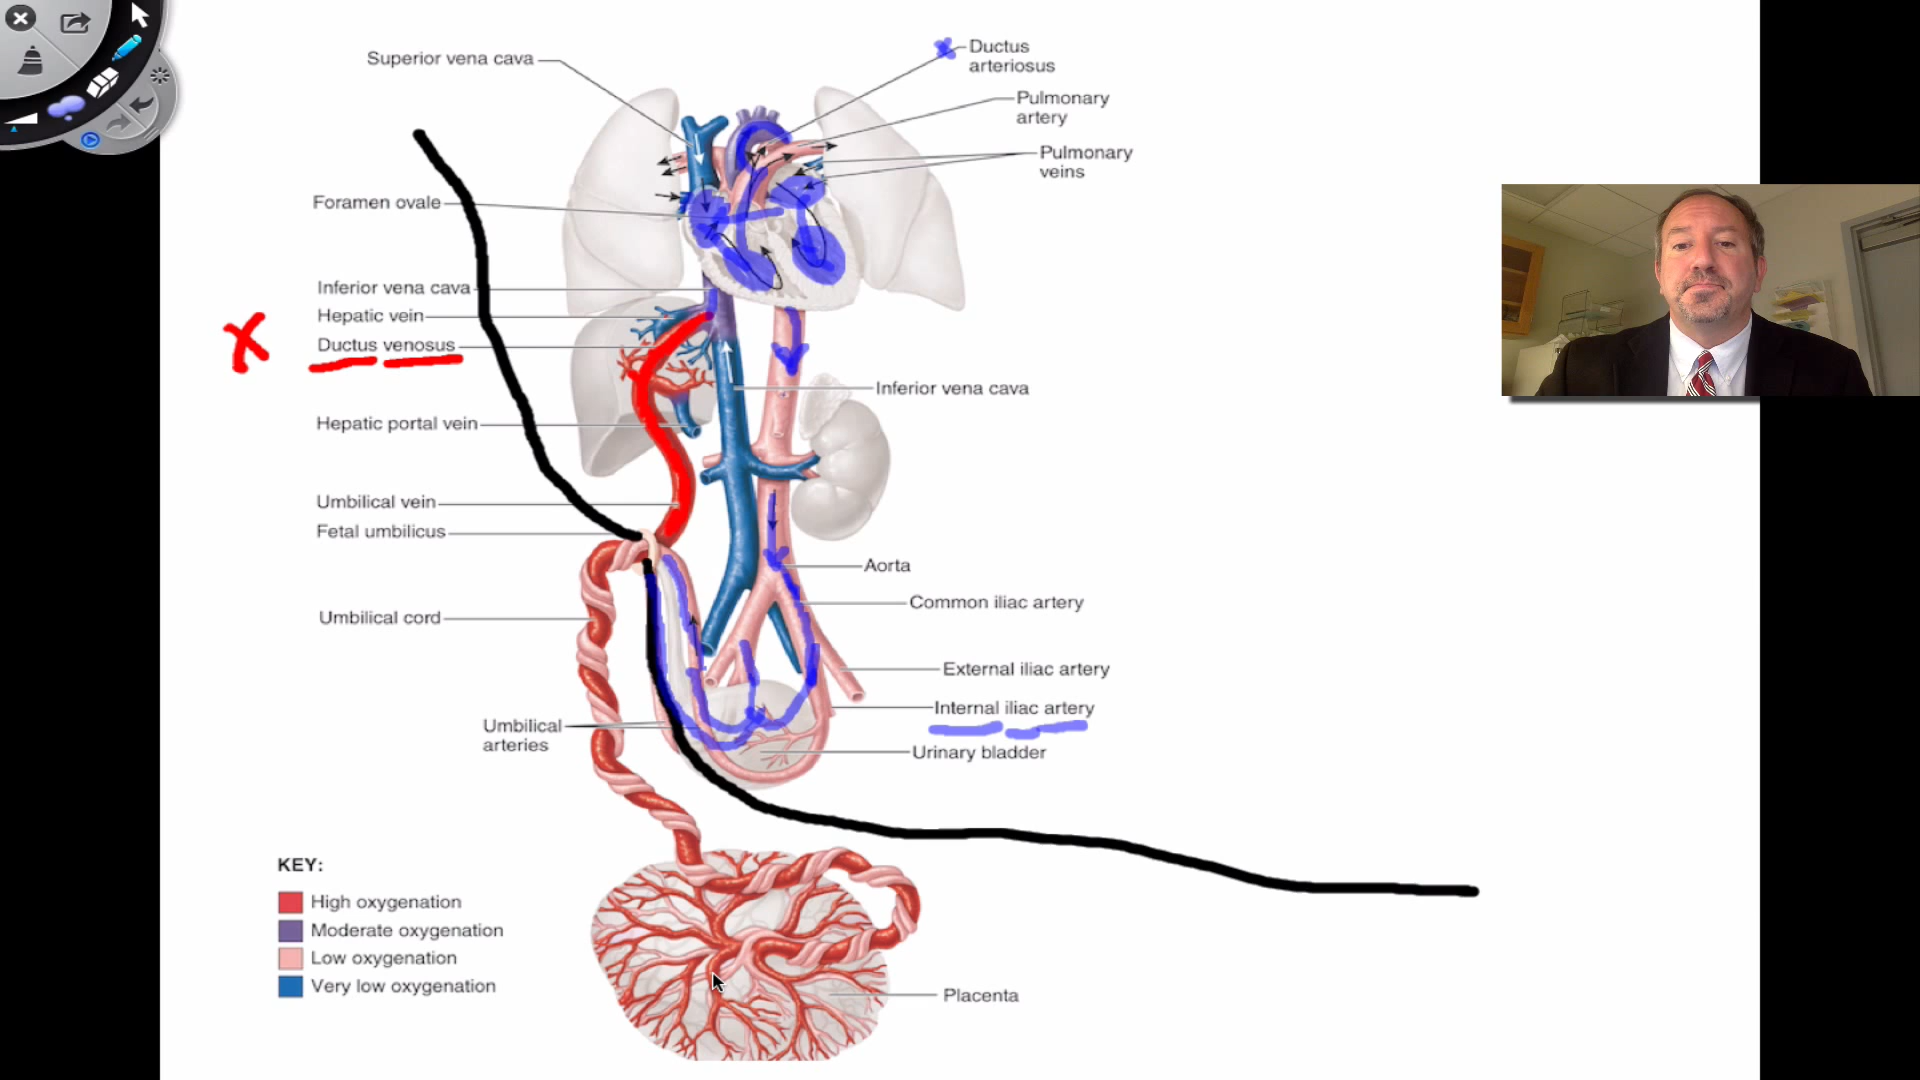 Superior vena cava
Ductus
arteriosus
Pulmonary
artery
Pulmonary
veins
Foramen ovale
Inferior vena cava
Hepatic vein
Ductus venosus
Inferior vena cava
Hepatic portal vein
Umbilical vein
Fetal umbilicus
Aorta
Common iliac artery
Umbilical cord
External iliac artery
Internal iliac artery
Umbilical
arteries
Urinary bladder
KEY:
High oxygenation
Moderate oxygenation
Low oxygenation
Very low oxygenation
Placenta